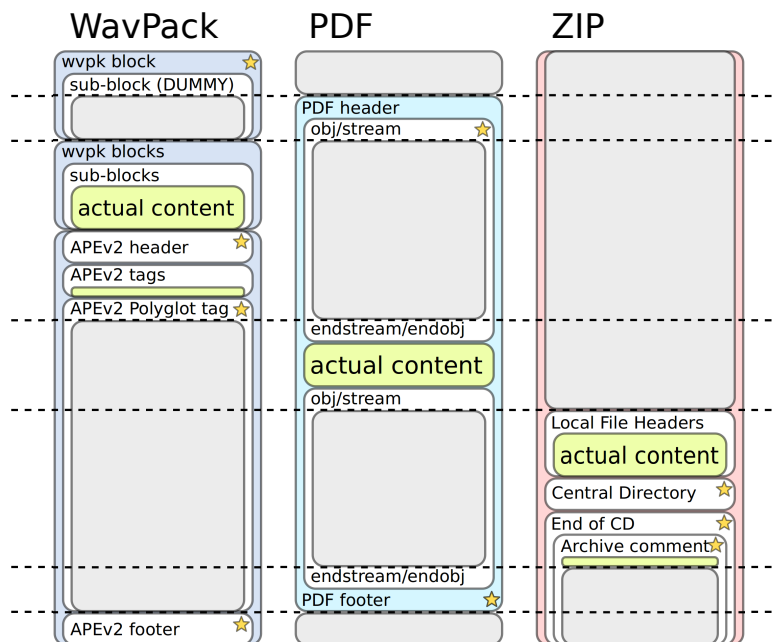 WavPack
wvpk block
sub-block (DUMMY)
wvpk blocks
sub-blocks
actual content
APEv2 header
APEv2 tags
APEv2 Polyglot tag
APEv2 footer
PDF
PDF header
obj/stream
endstream/endobj
actual content
obj/stream
endstream/endobj
PDF footer
ZIP
Local File Headers
actual content
Central Directory
End of CD
Archive comment